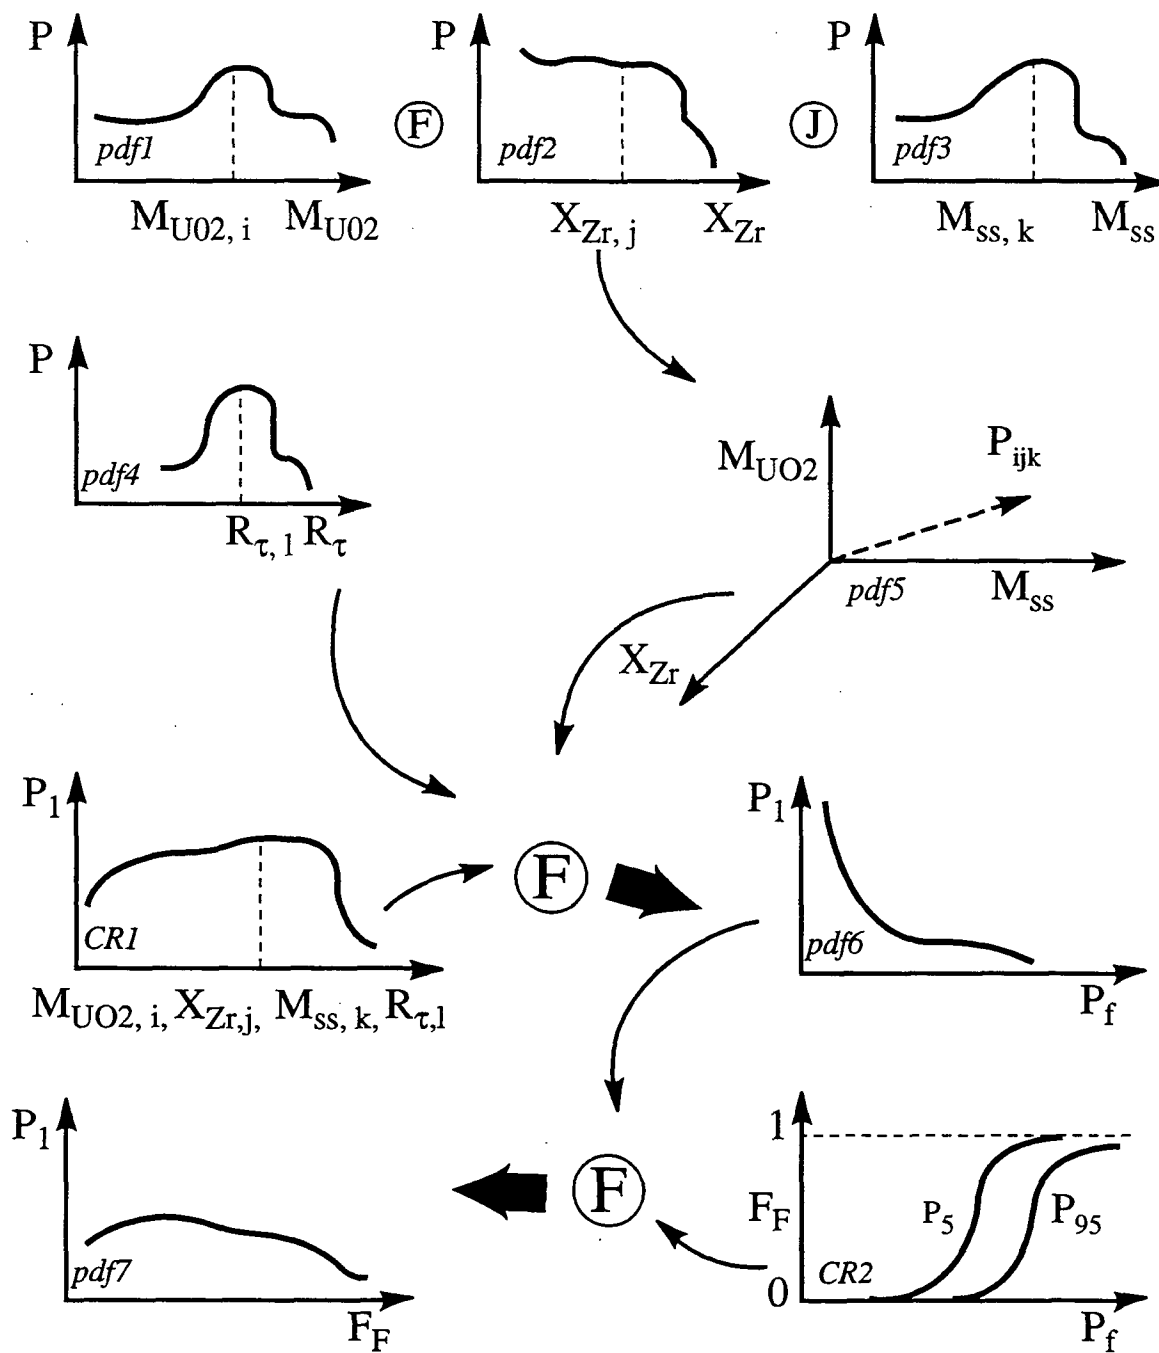 P
P
P
F
J
pdf1
pdf2
pdf3
M_U02, i M_U02
X_Zr, j X_Zr
M_ss, k M_ss
P
pdf4
R_τ, l R_τ
M_UO2
P_ijk
pdf5
M_ss
X_Zr
P_1
CR1
M_UO2, i, X_Zr,j, M_ss, k, R_τ,l
F
P_1
pdf6
P_f
P_1
pdf7
F_F
F
1
F_F
P_5
P_95
0
CR2
P_f